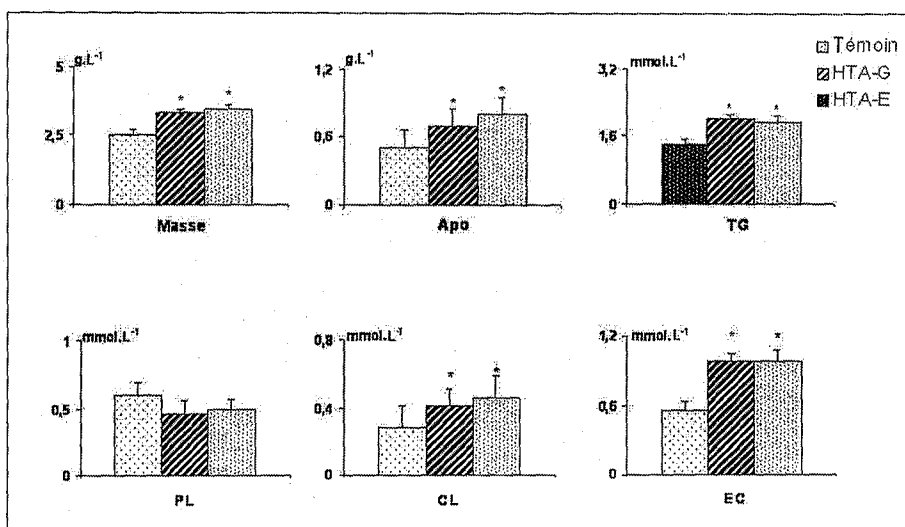 g.L⁻¹
5
2,5
0
Masse
g.L⁻¹
1,2
0,6
0
Apo
mmol.L⁻¹
3,2
1,6
0
TG
Témoin
HTA-G
HTA-E
* *
* *
* *
mmol.L⁻¹
1
0,5
0
PL
mmol.L⁻¹
0,8
0,4
0
CL
* *
mmol.L⁻¹
1,2
0,6
0
EC
* *